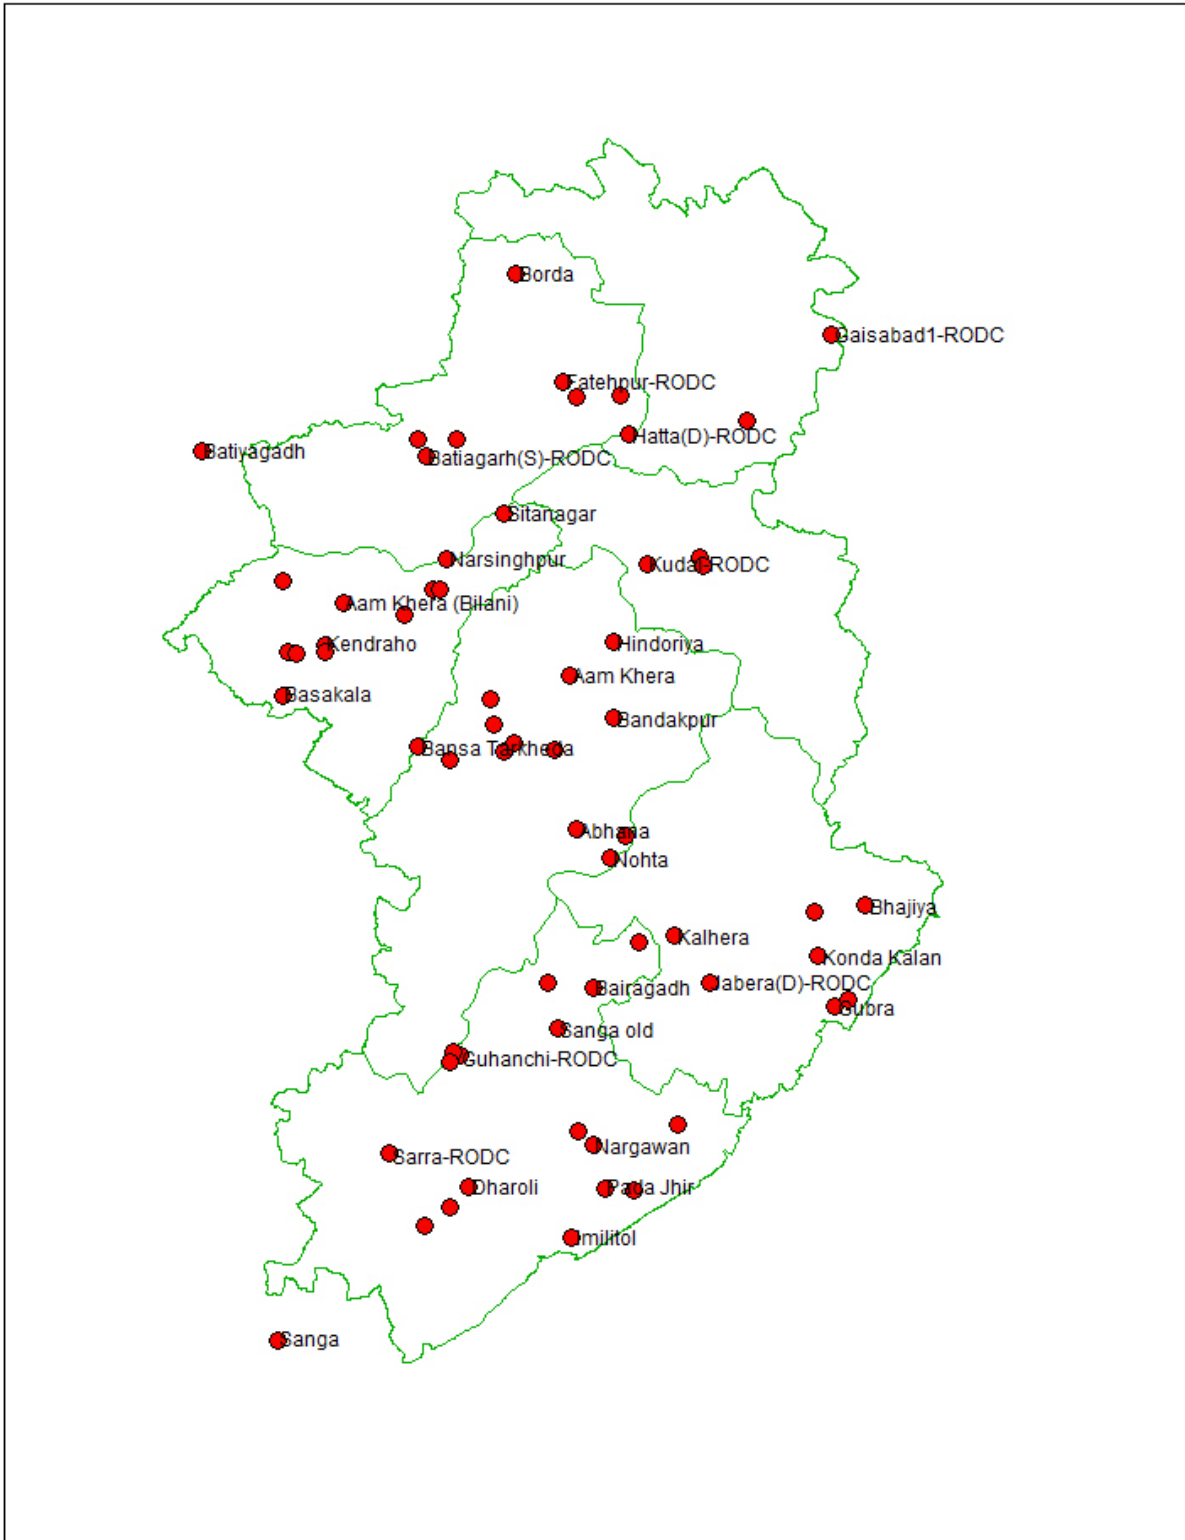 Borda
Gaisabad1-RODC
Fatehpur-RODC
Hatta(D)-RODC
Batiyagadh
Batiagarh(S)-RODC
Sitanagar
Narsinghpur
Kudai-RODC
Aam Khera (Bilani)
Kendraho
Hindoriya
Aam Khera
Basakala
Bandakpur
Bansa Tarkheda
Abhana
Nohta
Bhajiya
Kalhera
Konda Kalan
Jabera(D)-RODC
Bairagadh
Gubra
Sanga old
Guhanchi-RODC
Nargawan
Sarra-RODC
Dharoli
Pada Jhir
Imilitol
Sanga